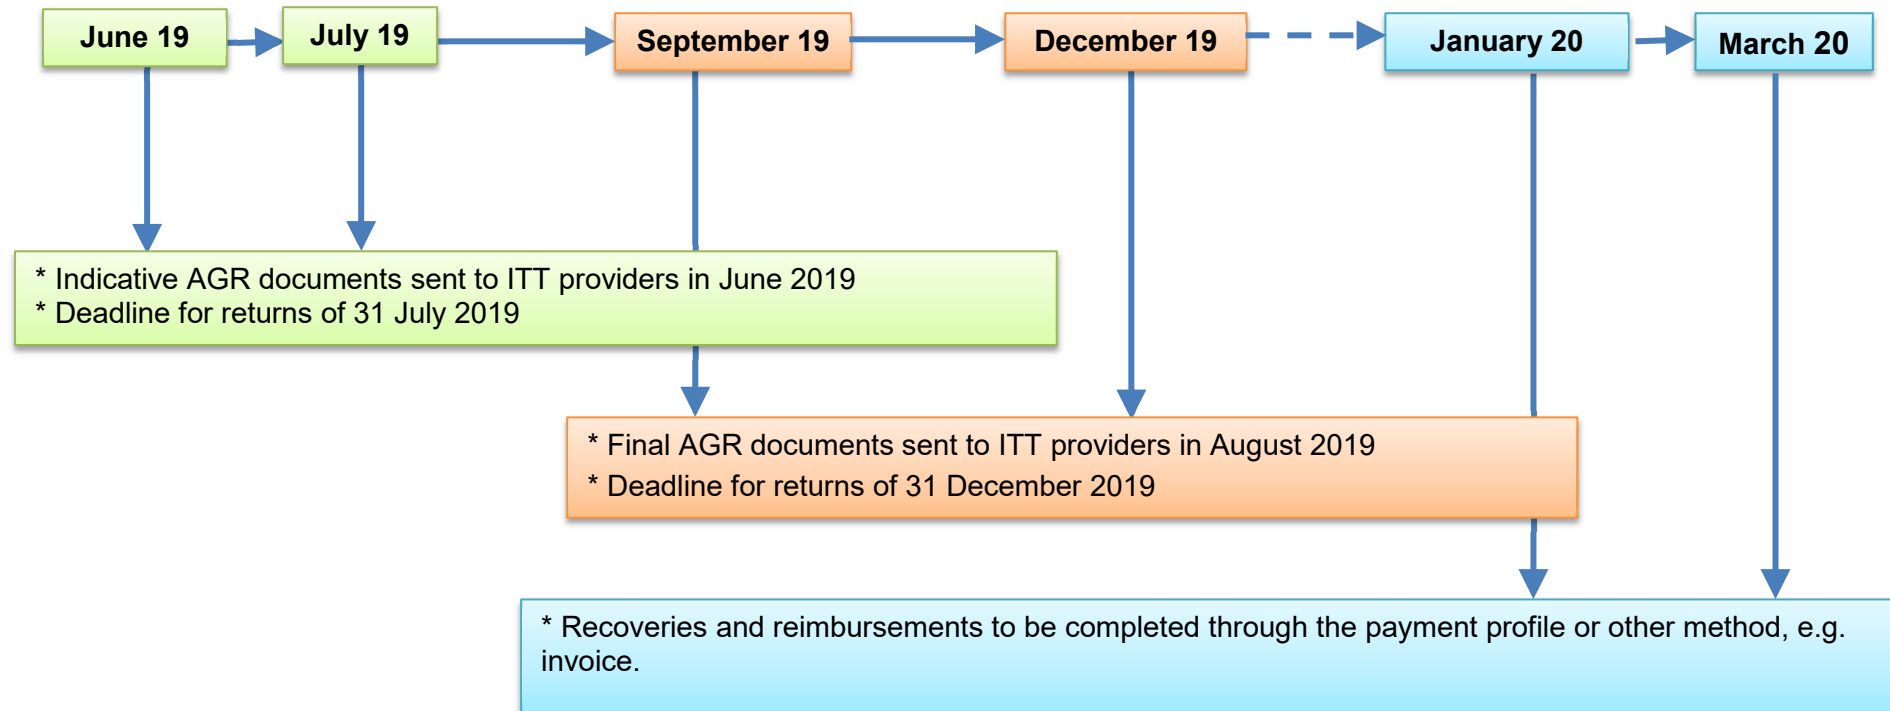 June 19
July 19
September 19
December 19
January 20
March 20
* Indicative AGR documents sent to ITT providers in June 2019
* Deadline for returns of 31 July 2019
* Final AGR documents sent to ITT providers in August 2019
* Deadline for returns of 31 December 2019
* Recoveries and reimbursements to be completed through the payment profile or other method, e.g.
invoice.